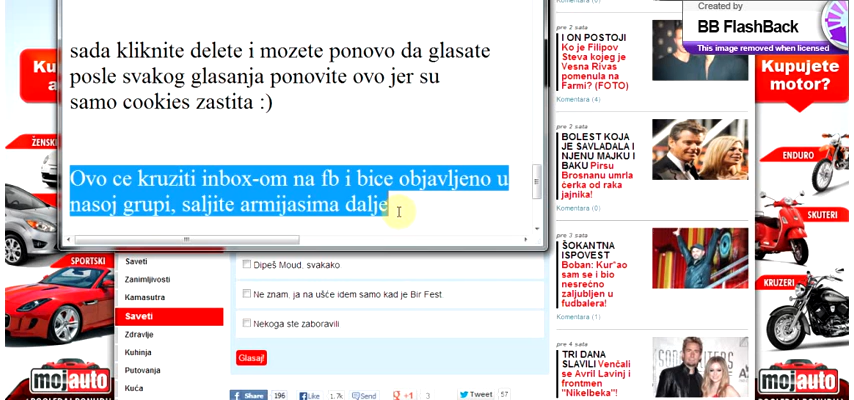 Created by
BB FlashBack
This image removed when licensed
sada kliknite delete i mozete ponovo da glasate
posle svakog glasanja ponovite ovo jer su
samo cookies zastita :)
Ovo ce kruziti inbox-om na fb i bice objavljeno u
nasoj grupi, saljite armijasima dalje
Ku
a
ŽENSKI
SPORTSKI
mojauto
Saveti
Zanimljivosti
Kamasutra
Saveti
Zdravlje
Kuhinja
Putovanja
Kuća
Dipeš Moud, svakako
Ne znam, ja na ušće idem samo kad je Bir Fest
Nekoga ste zaboravili
Glasaj!
Share
196
Like
1.7k
Send
+1
3
Tweet
57
Komentara (0)
pre 2 sata
I ON POSTOJI
Ko je Filipov
Steva kojeg je
Vesna Rivas
pomenula na
Farmi? (FOTO)
Komentara (4)
pre 2 sata
BOLEST KOJA
JE SAVLADALA I
NJENU MAJKU I
BAKU Pirsu
Brosnanu umrla
ćerka od raka
jajnika!
Komentara (0)
pre 3 sata
ŠOKANTNA
ISPOVEST
Boban: Kur*ao
sam se i bio
nesrećno
zaljubljen u
fudbalera!
Komentara (1)
pre 4 sata
TRI DANA
SLAVILI Venčali
se Avril Lavinj i
frontmen
"Nikelbeka"!
Kupujete
motor?
ENDURO
SKUTERI
KRUZERI
mojauto